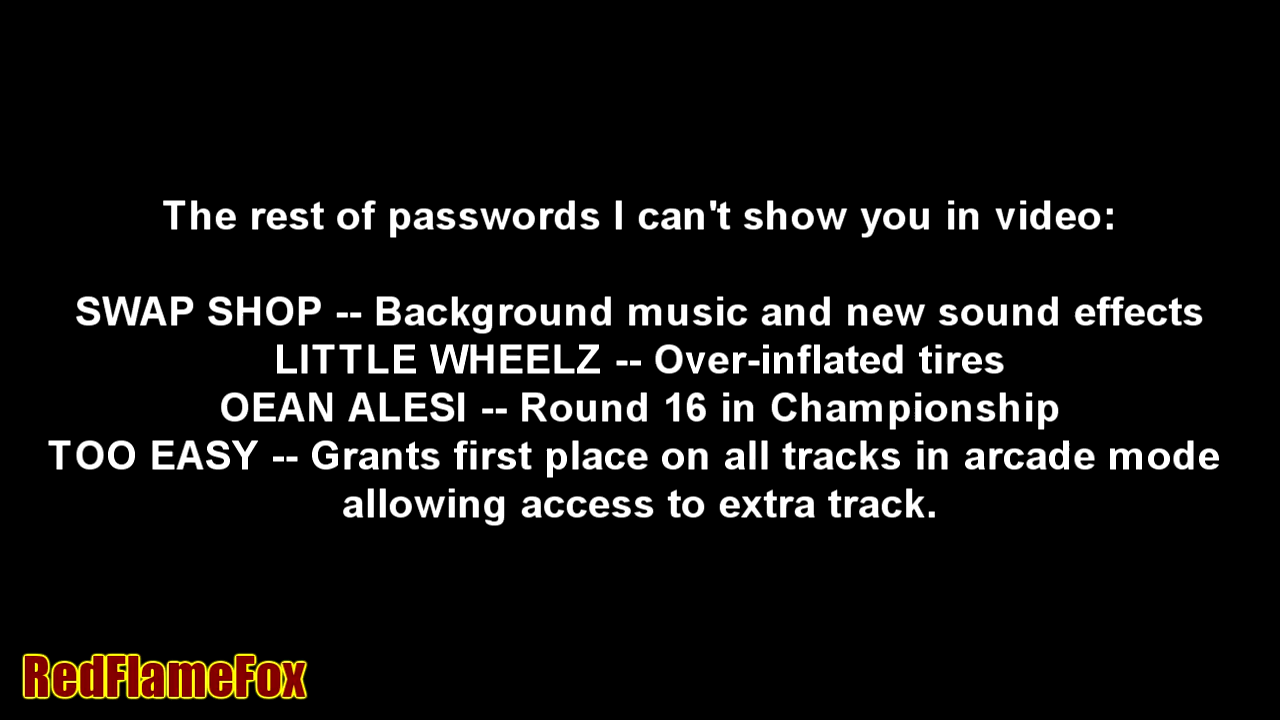 The rest of passwords I can't show you in video:
SWAP SHOP -- Background music and new sound effects
LITTLE WHEELZ -- Over-inflated tires
OEAN ALESI -- Round 16 in Championship
TOO EASY -- Grants first place on all tracks in arcade mode
allowing access to extra track.
RedFlameFox